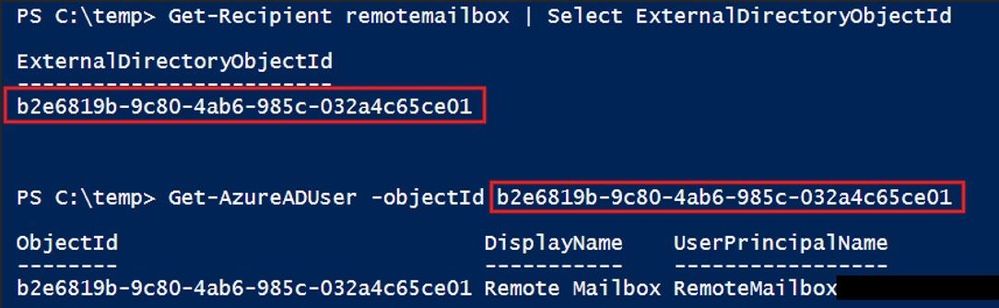 PS C:\temp> Get-Recipient remotemailbox | Select ExternalDirectoryObjectId
ExternalDirectoryObjectId
-------------------------
b2e6819b-9c80-4ab6-985c-032a4c65ce01
PS C:\temp> Get-AzureADUser -objectId b2e6819b-9c80-4ab6-985c-032a4c65ce01
ObjectId DisplayName UserPrincipalName
-------- ----------- -----------------
b2e6819b-9c80-4ab6-985c-032a4c65ce01 Remote Mailbox RemoteMailbox